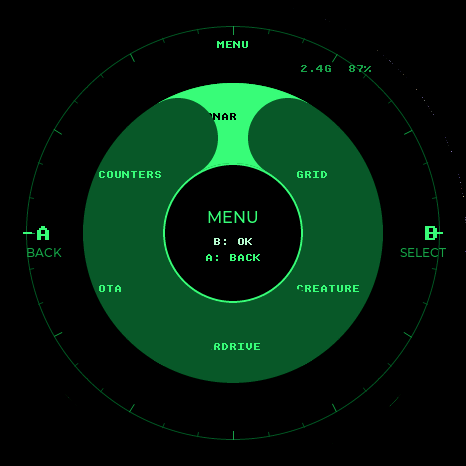 MENU
2.4G 87%
NAR
COUNTERS
GRID
MENU
B: OK
A: BACK
A
BACK
B
SELECT
OTA
CREATURE
RDRIVE